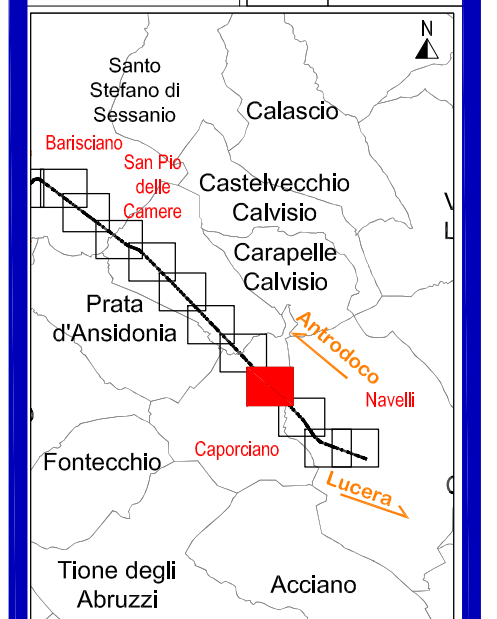 N
Santo
Stefano di
Sessanio
Calascio
Barisciano
San Pio
delle
Camere
Castelvecchio
Calvisio
Carapelle
Calvisio
Prata
d'Ansidonia
Antrodoco
Navelli
Caporciano
Fontecchio
Lucera
Tione degli
Abruzzi
Acciano